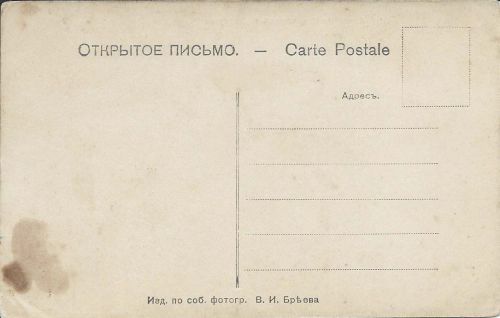 ОТКРЫТОЕ ПИСЬМО. — Carte Postale
Адресъ.
Изд. по соб. фотогр. В. И. Брѣева